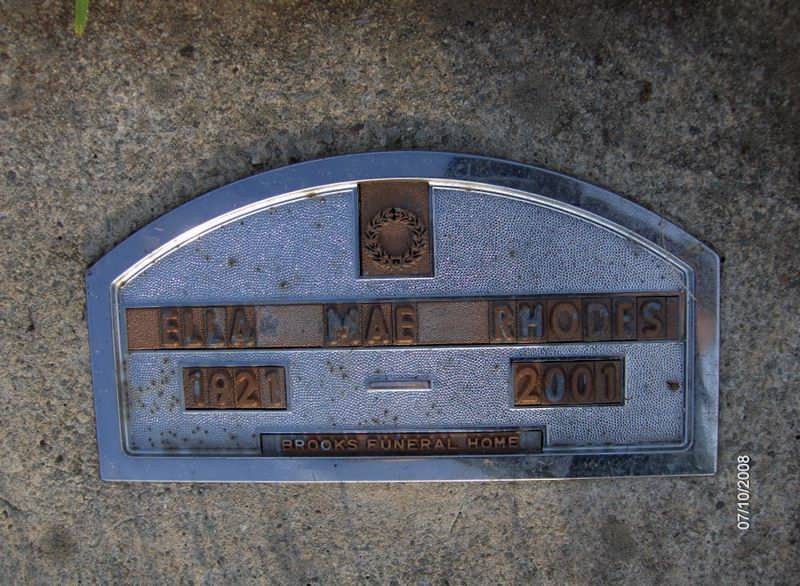 ELLA MAE RHODES
1921 2001
BROOKS FUNERAL HOME
07/10/2008